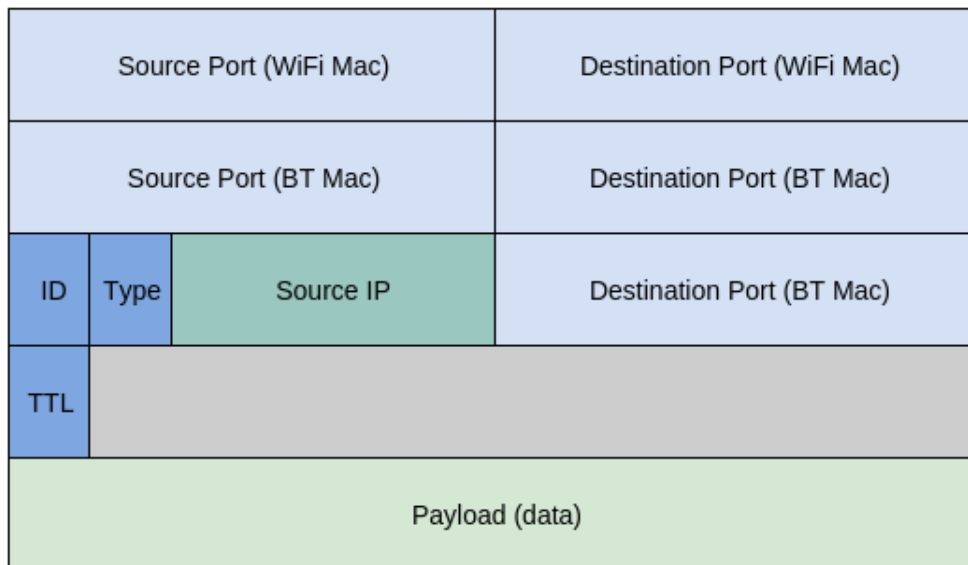 Source Port (WiFi Mac)
Destination Port (WiFi Mac)
Source Port (BT Mac)
Destination Port (BT Mac)
ID
Type
Source IP
Destination Port (BT Mac)
TTL
Payload (data)